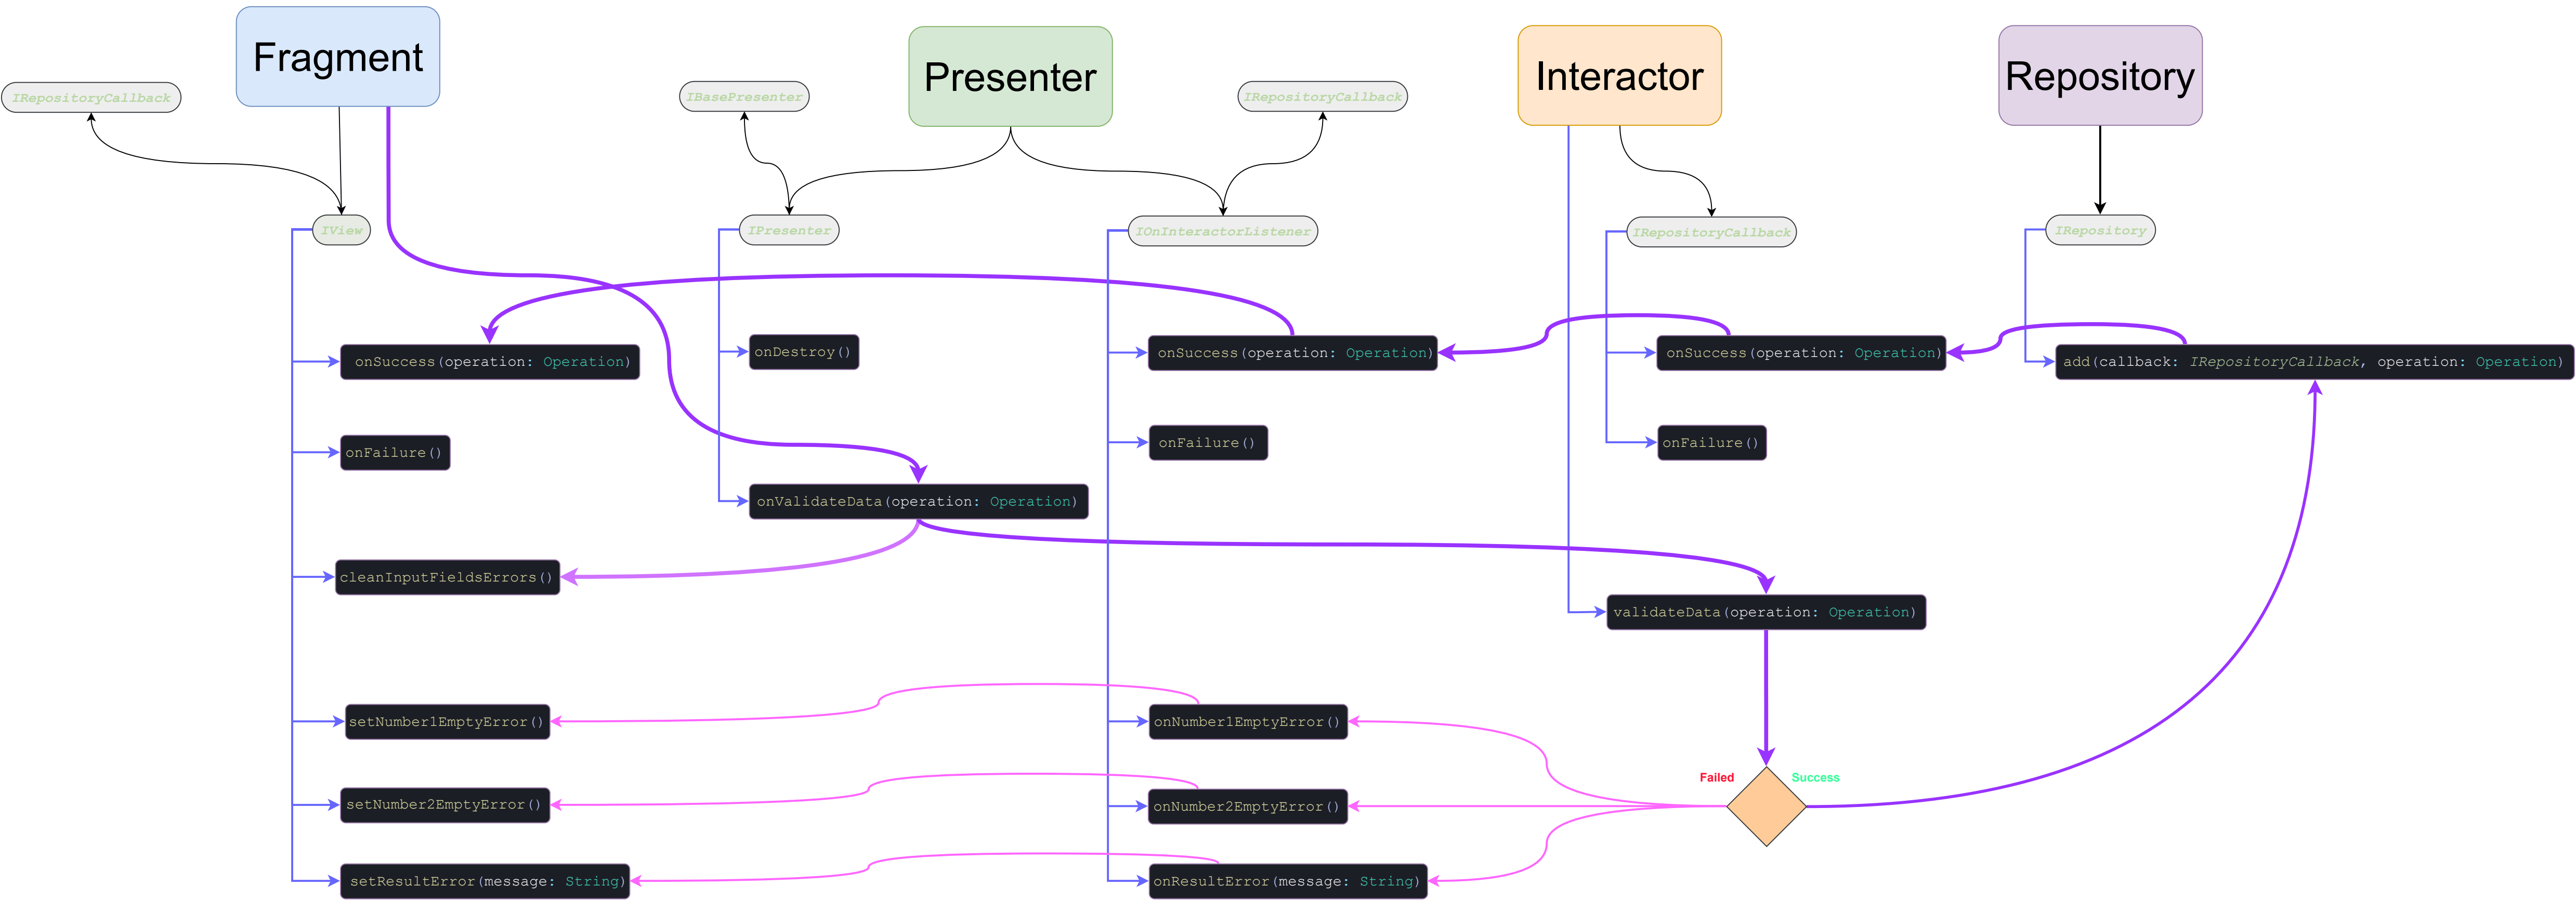 Fragment
Presenter
Interactor
Repository
IRepositoryCallback
IBasePresenter
IRepositoryCallback
IView
IPresenter
IOnInteractorListener
IRepositoryCallback
IRepository
onSuccess(operation: Operation)
onDestroy()
onSuccess(operation: Operation)
onSuccess(operation: Operation)
add(callback: IRepositoryCallback, operation: Operation)
onFailure()
onFailure()
onFailure()
onValidateData(operation: Operation)
cleanInputFieldsErrors()
validateData(operation: Operation)
setNumber1EmptyError()
onNumber1EmptyError()
Failed
Success
setNumber2EmptyError()
onNumber2EmptyError()
setResultError(message: String)
onResultError(message: String)